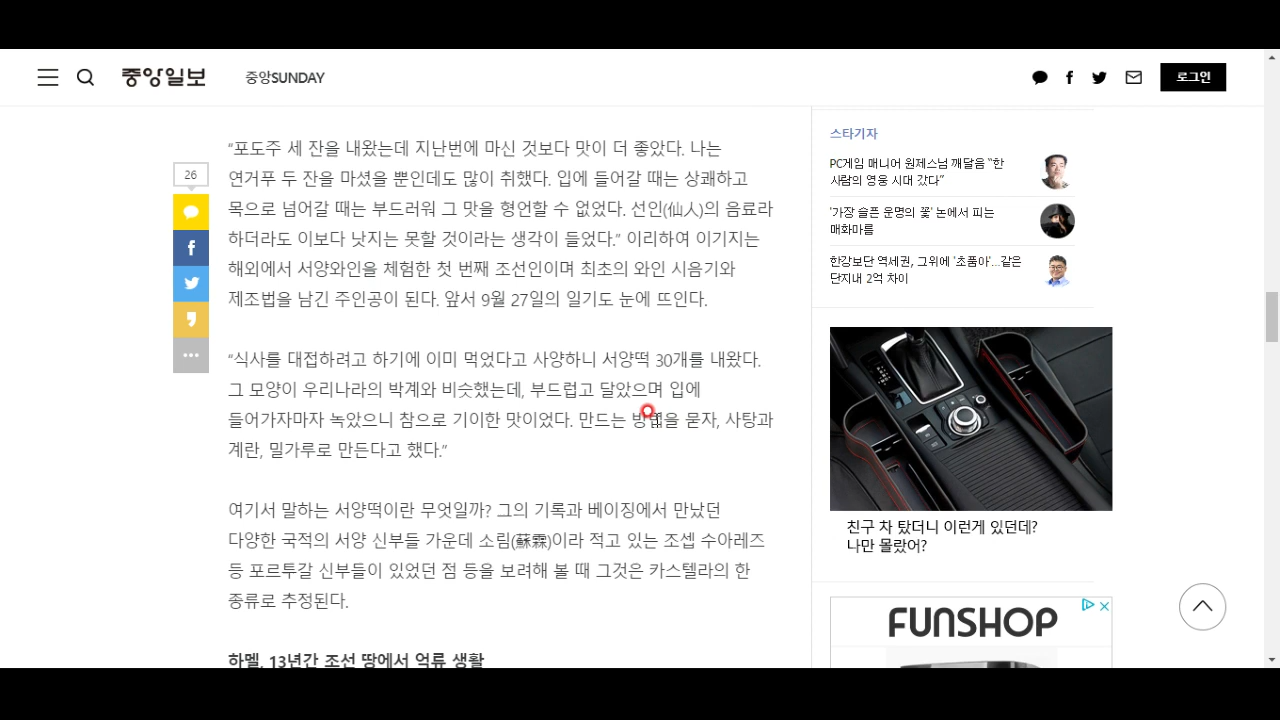 중앙일보
중앙SUNDAY
로그인
26
“포도주 세 잔을 내왔는데 지난번에 마신 것보다 맛이 더 좋았다. 나는
연거푸 두 잔을 마셨을 뿐인데도 많이 취했다. 입에 들어갈 때는 상쾌하고
목으로 넘어갈 때는 부드러워 그 맛을 형언할 수 없었다. 선인(仙人)의 음료라
하더라도 이보다 낫지는 못할 것이라는 생각이 들었다.” 이리하여 이기지는
해외에서 서양와인을 체험한 첫 번째 조선인이며 최초의 와인 시음기와
제조법을 남긴 주인공이 된다. 앞서 9월 27일의 일기도 눈에 뜨인다.
“식사를 대접하려고 하기에 이미 먹었다고 사양하니 서양떡 30개를 내왔다.
그 모양이 우리나라의 박계와 비슷했는데, 부드럽고 달았으며 입에
들어가자마자 녹았으니 참으로 기이한 맛이었다. 만드는 방법을 묻자, 사탕과
계란, 밀가루로 만든다고 했다.”
여기서 말하는 서양떡이란 무엇일까? 그의 기록과 베이징에서 만났던
다양한 국적의 서양 신부들 가운데 소림(蘇霖)이라 적고 있는 조셉 수아레즈
등 포르투갈 신부들이 있었던 점 등을 보려해 볼 때 그것은 카스텔라의 한
종류로 추정된다.
하멜, 13년간 조선 땅에서 억류 생활
스타기자
PC게임 매니어 원제스님 깨달음 “한
사람의 영웅 시대 갔다”
'가장 슬픈 운명의 꽃' 논에서 피는
매화마름
한강보단 역세권, 그위에 '초품아'...같은
단지내 2억 차이
친구 차 탔더니 이런게 있던데?
나만 몰랐어?
FUNSHOP